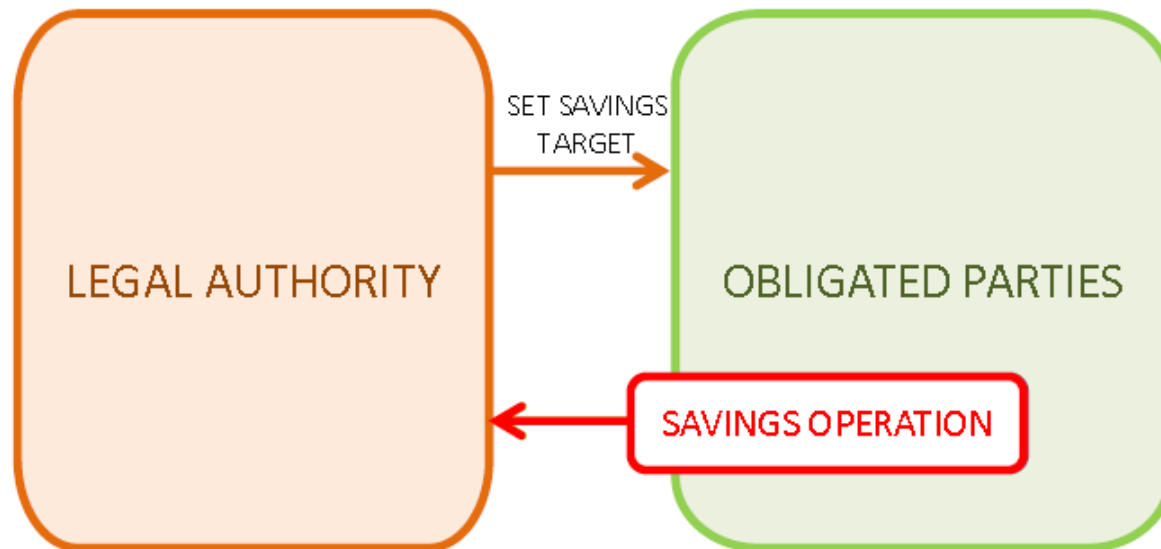 SET SAVINGS
TARGET
LEGAL AUTHORITY
OBLIGATED PARTIES
SAVINGS OPERATION